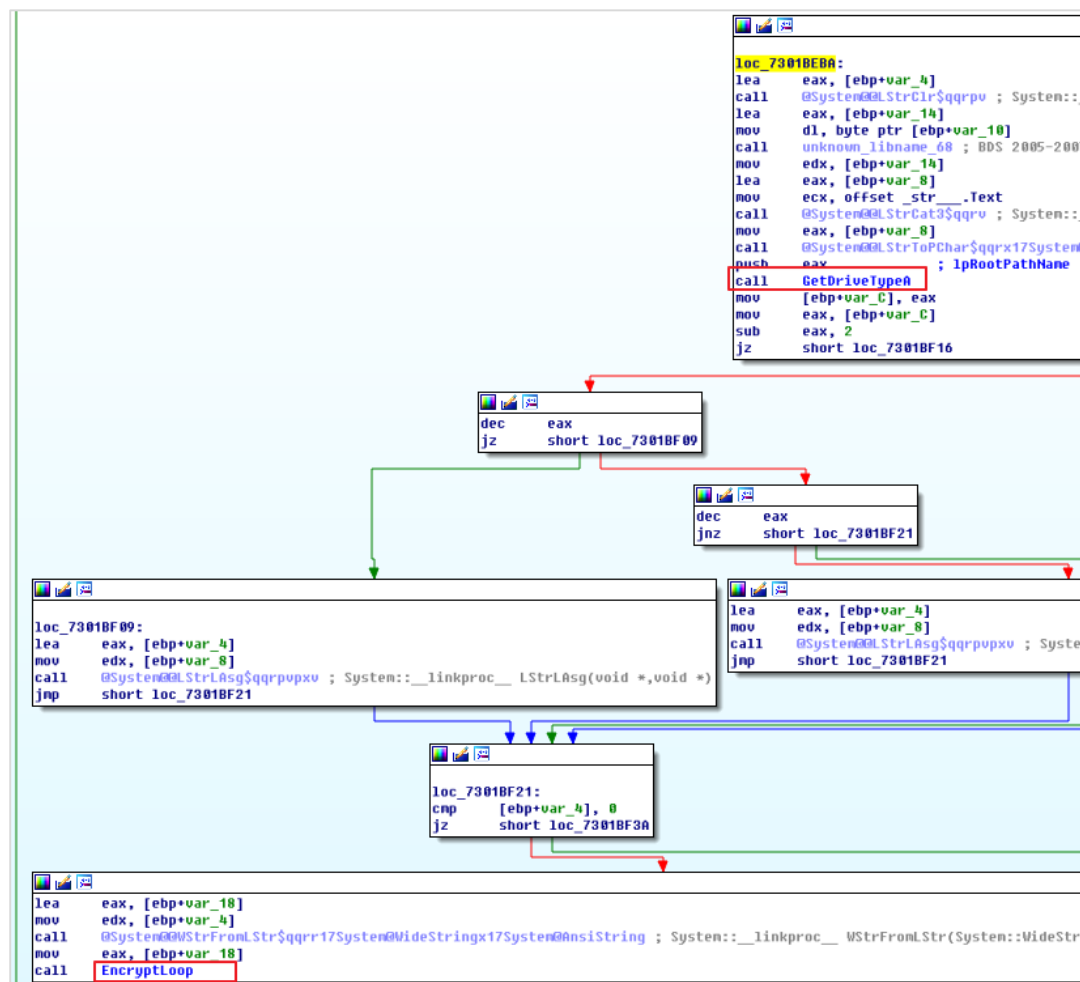 loc_7301BEBA:
lea eax, [ebp+var_4]
call @System@@LStrClr$qqrpv ; System::_
lea eax, [ebp+var_14]
mov dl, byte ptr [ebp+var_10]
call unknown_libname_68 ; BDS 2005-200
mov edx, [ebp+var_14]
lea eax, [ebp+var_8]
mov ecx, offset _str___.Text
call @System@@LStrCat3$qqrv ; System::_
mov eax, [ebp+var_8]
call @System@@LStrToPChar$qqrx17System@
push eax ; lpRootPathName
call GetDriveTypeA
mov [ebp+var_C], eax
mov eax, [ebp+var_C]
sub eax, 2
jz short loc_7301BF16
dec eax
jz short loc_7301BF09
dec eax
jnz short loc_7301BF21
loc_7301BF09:
lea eax, [ebp+var_4]
mov edx, [ebp+var_8]
call @System@@LStrLAsg$qqrpvpxv ; System::__linkproc__ LStrLAsg(void *,void *)
jmp short loc_7301BF21
lea eax, [ebp+var_4]
mov edx, [ebp+var_8]
call @System@@LStrLAsg$qqrpvpxv ; Syste
jmp short loc_7301BF21
loc_7301BF21:
cmp [ebp+var_4], 0
jz short loc_7301BF3A
lea eax, [ebp+var_18]
mov edx, [ebp+var_4]
call @System@@WStrFromLStr$qqrr17System@WideStringx17System@AnsiString ; System::__linkproc__ WStrFromLStr(System::WideStr
mov eax, [ebp+var_18]
call EncryptLoop